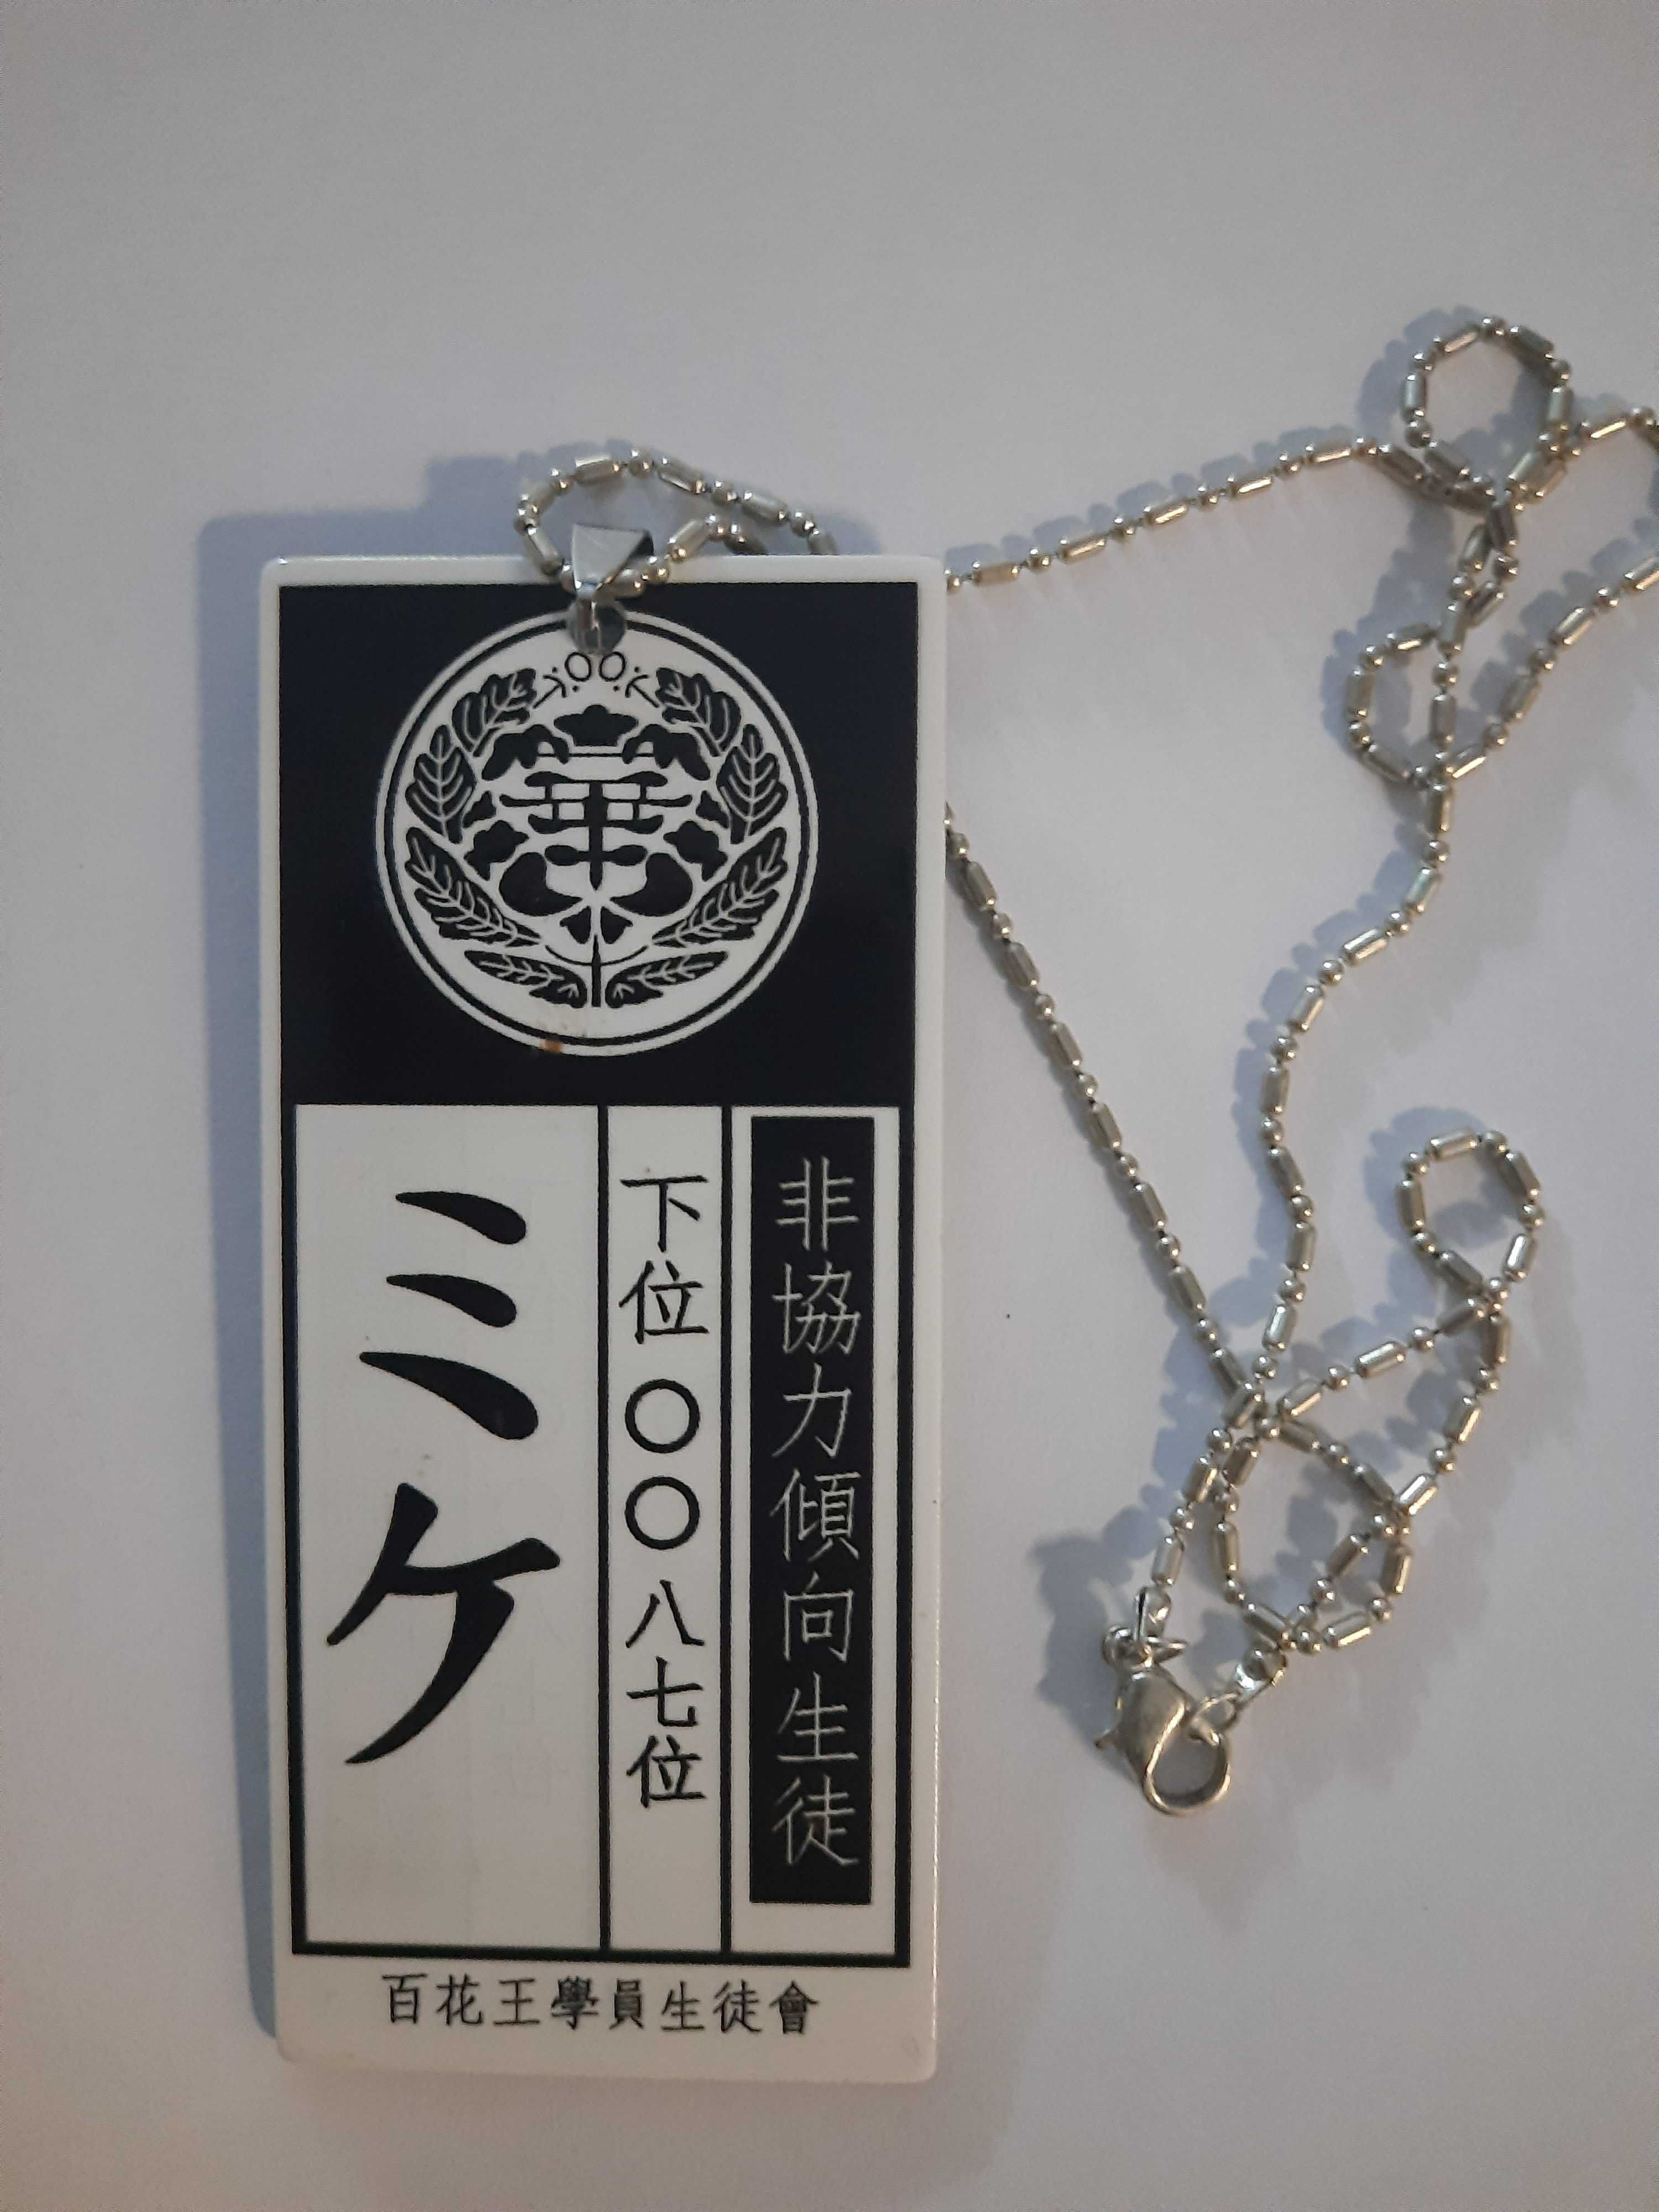 華
非協力傾向生徒
下位〇〇八七位
ミケ
百花王學員生徒會